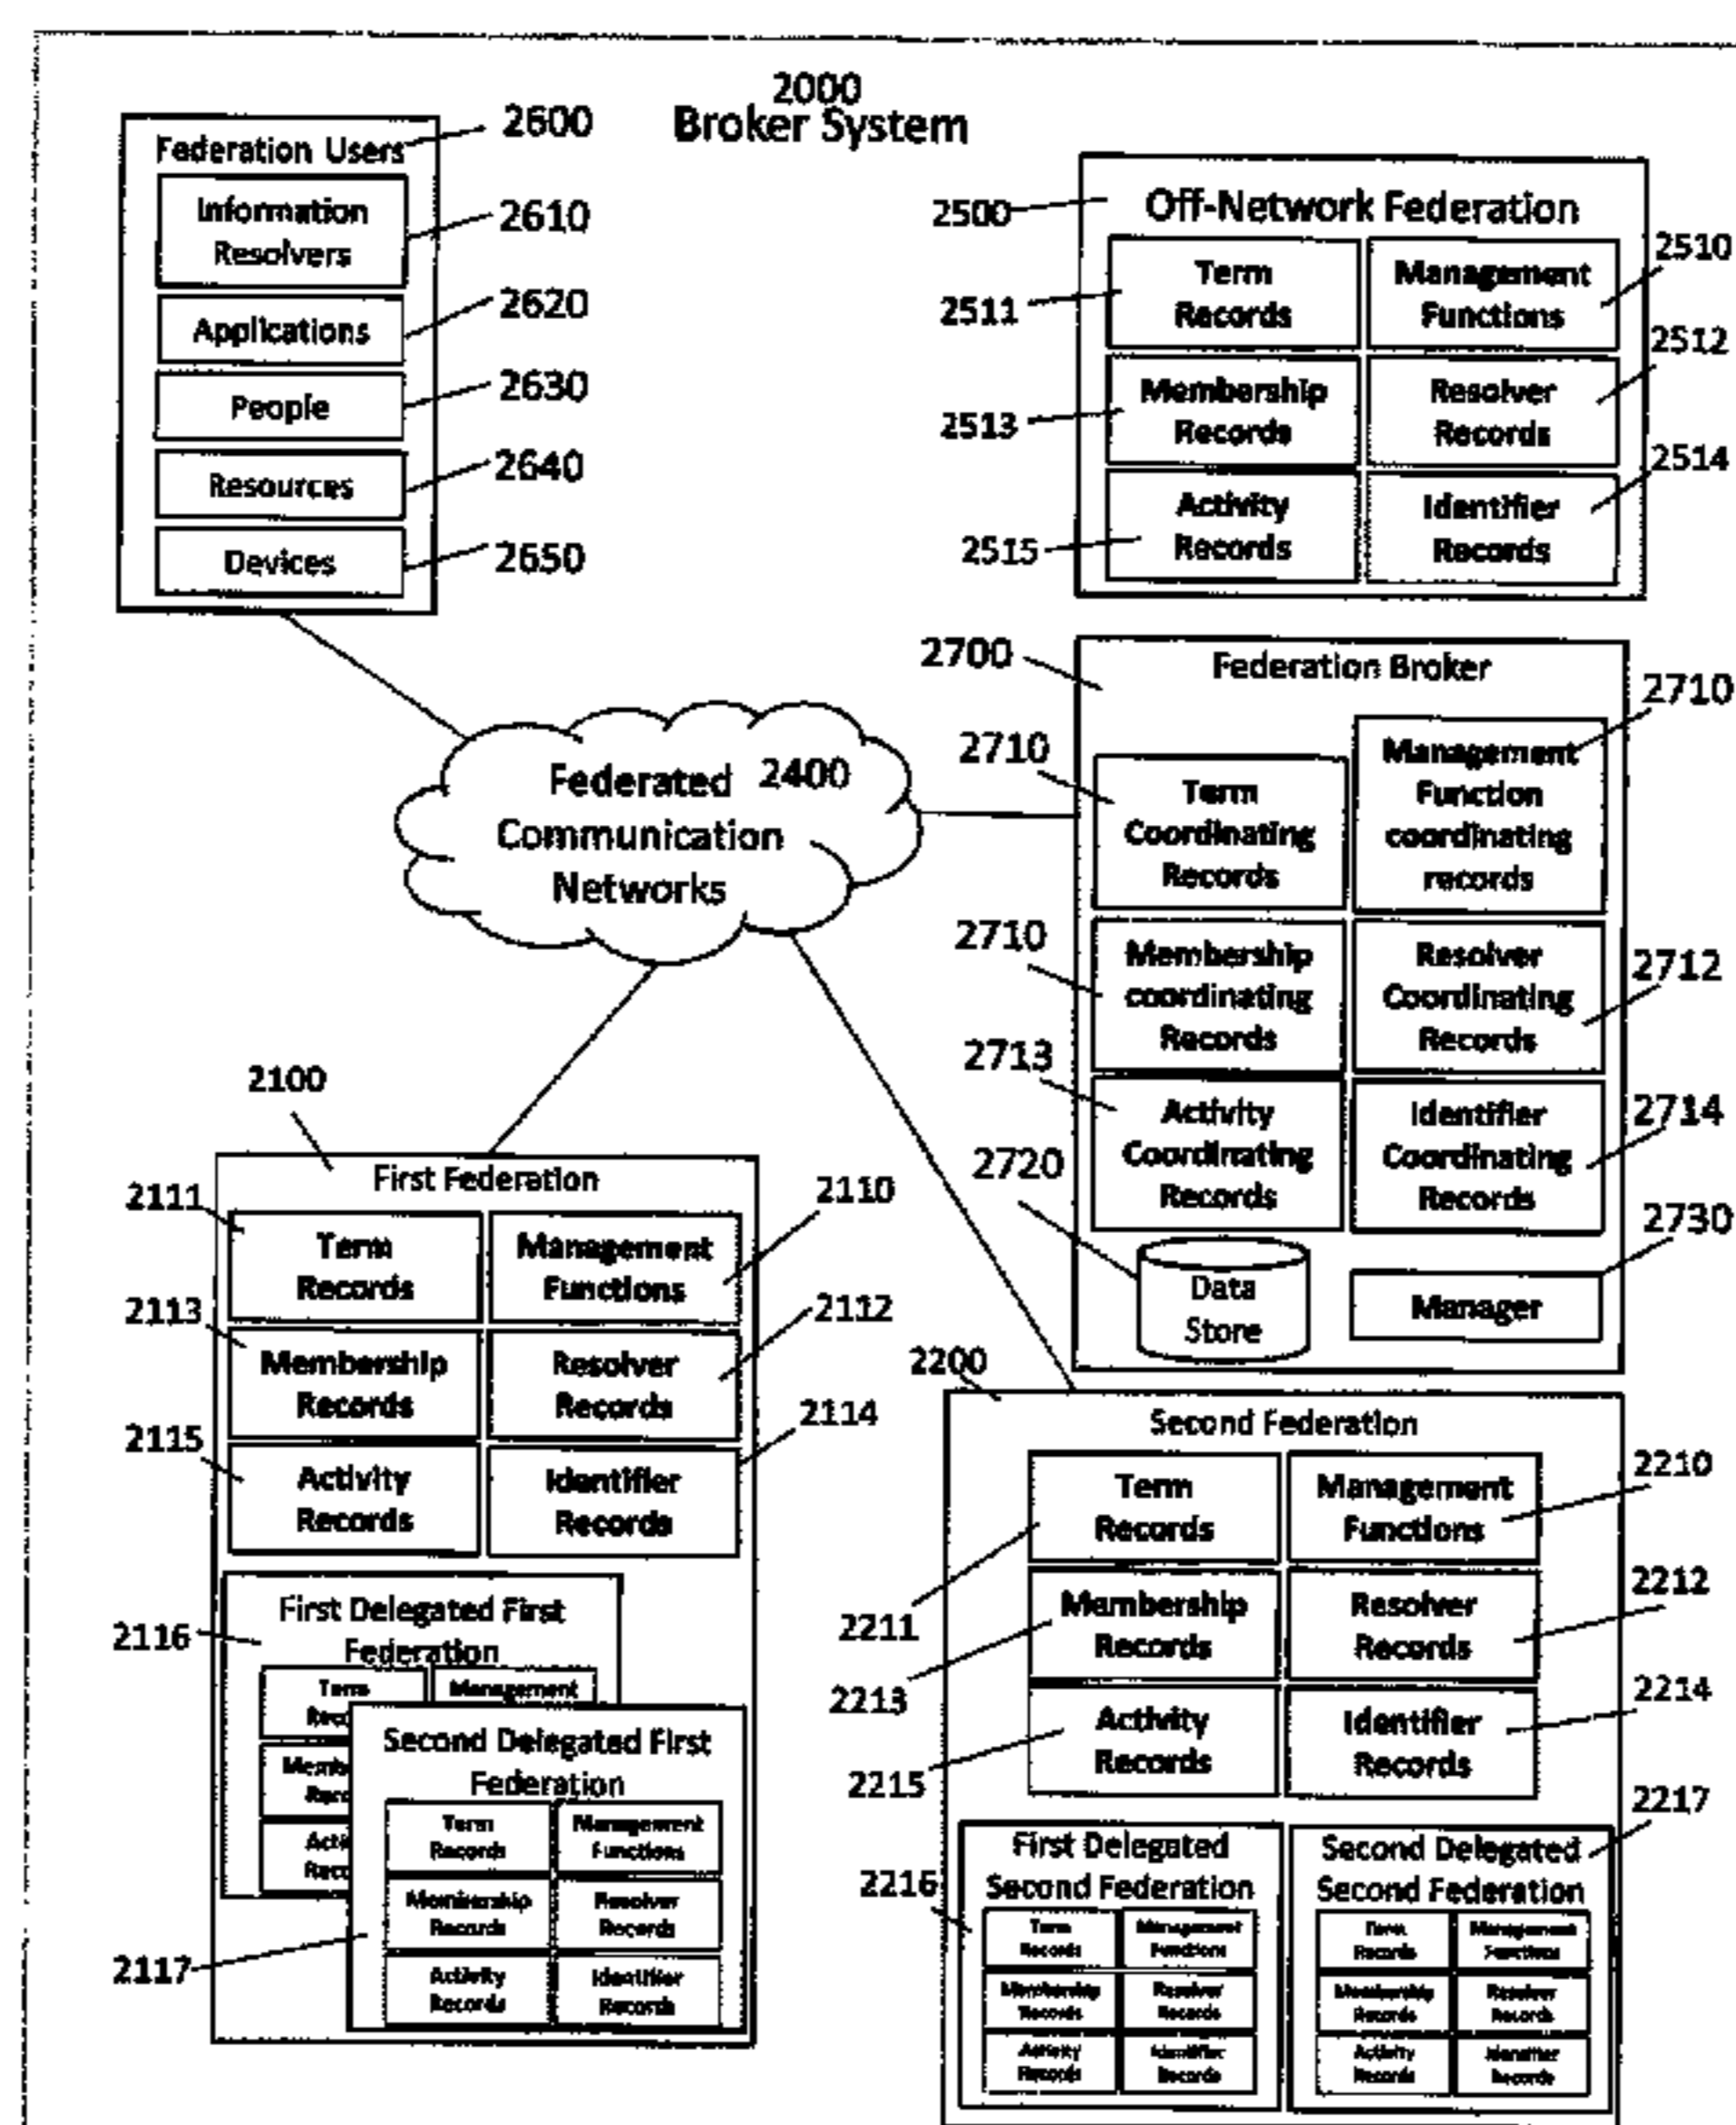 2000
Broker System
Federation Users
2600
Information
Resolvers
2610
Applications
2620
People
2630
Resources
2640
Devices
2650
Off-Network Federation
2500
Term
Records
2511
Management
Functions
2510
Membership
Records
2513
Resolver
Records
2512
Activity
Records
2515
Identifier
Records
2514
Federated 2400
Communication
Networks
2700
Federation Broker
2710
Term
Coordinating
Records
Management
Function
coordinating
records
2710
2710
Membership
coordinating
Records
Resolver
Coordinating
Records
2712
2713
Activity
Coordinating
Records
Identifier
Coordinating
Records
2714
2720
Data
Store
Manager
2730
2100
First Federation
2111
Term
Records
Management
Functions
2110
2113
Membership
Records
Resolver
Records
2112
2115
Activity
Records
Identifier
Records
2114
2116
First Delegated First
Federation
Term
Reco
Management
Memb
Reco
Acti
Reco
2117
Second Delegated First
Federation
Term
Records
Management
Functions
Membership
Records
Resolver
Records
Activity
Records
Identifier
Records
2200
Second Federation
Term
Records
2211
Management
Functions
2210
Membership
Records
2213
Resolver
Records
2212
Activity
Records
2215
Identifier
Records
2214
2216
First Delegated
Second Federation
Term
Records
Management
Functions
Membership
Records
Resolver
Records
Activity
Records
Identifier
Records
2217
Second Delegated
Second Federation
Term
Records
Management
Functions
Membership
Records
Resolver
Records
Activity
Records
Identifier
Records